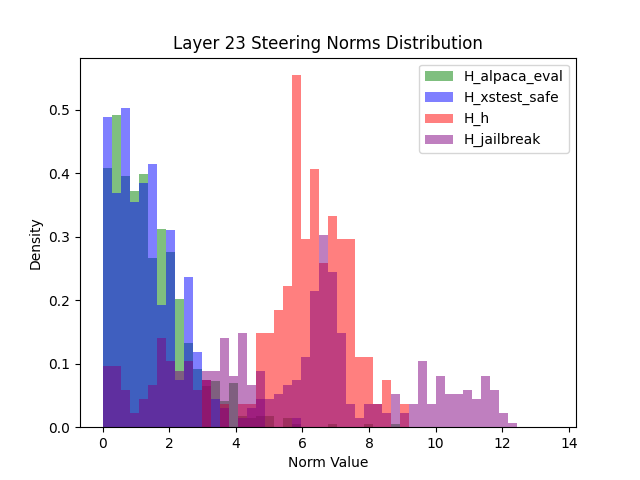 Layer 23 Steering Norms Distribution
H_alpaca_eval
H_xstest_safe
H_h
H_jailbreak
Density
0.5
0.4
0.3
0.2
0.1
0.0
0 2 4 6 8 10 12 14
Norm Value